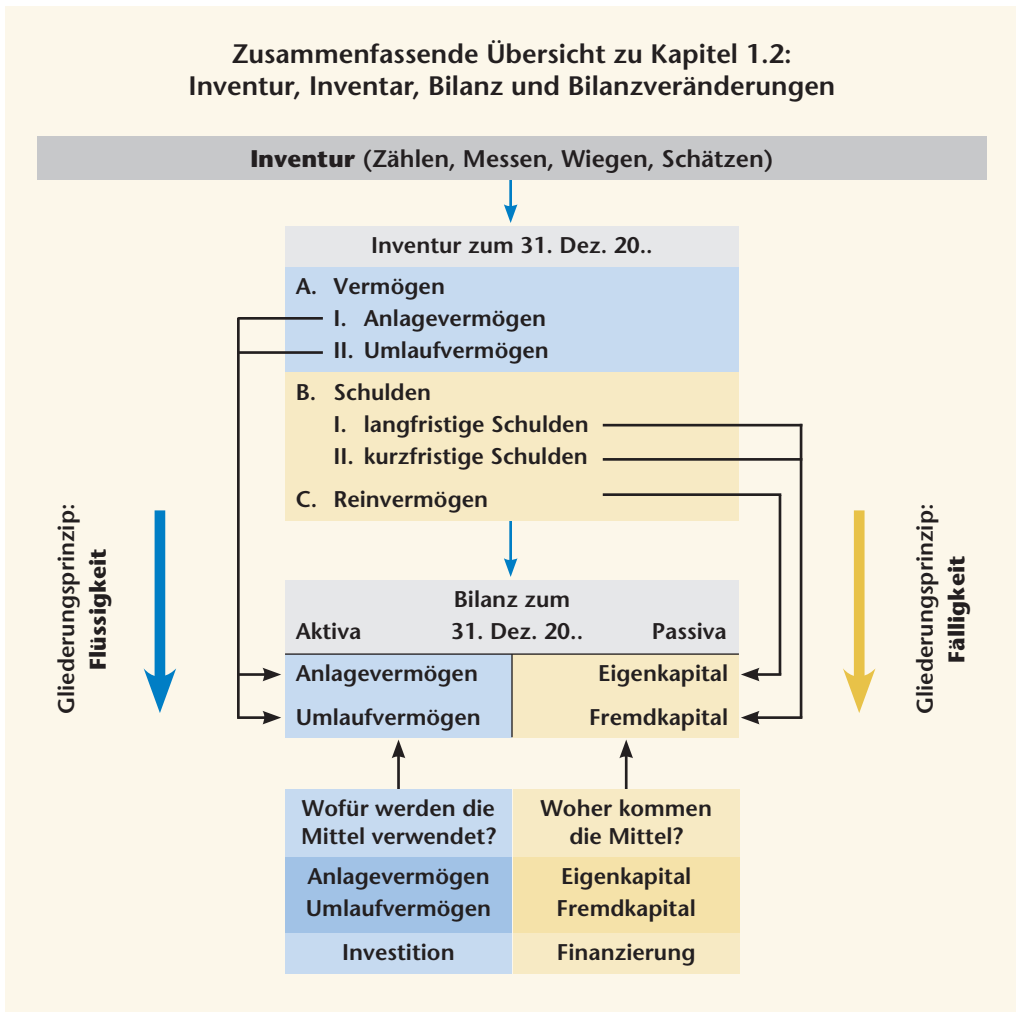 Zusammenfassende Übersicht zu Kapitel 1.2:
Inventur, Inventar, Bilanz und Bilanzveränderungen
Inventur (Zählen, Messen, Wiegen, Schätzen)
Inventur zum 31. Dez. 20..
A. Vermögen
I. Anlagevermögen
II. Umlaufvermögen
B. Schulden
I. langfristige Schulden
II. kurzfristige Schulden
C. Reinvermögen
Gliederungsprinzip:
Flüssigkeit
Gliederungsprinzip:
Fälligkeit
Bilanz zum
Aktiva 31. Dez. 20.. Passiva
Anlagevermögen Eigenkapital
Umlaufvermögen Fremdkapital
Wofür werden die
Mittel verwendet?
Woher kommen
die Mittel?
Anlagevermögen
Umlaufvermögen
Eigenkapital
Fremdkapital
Investition
Finanzierung